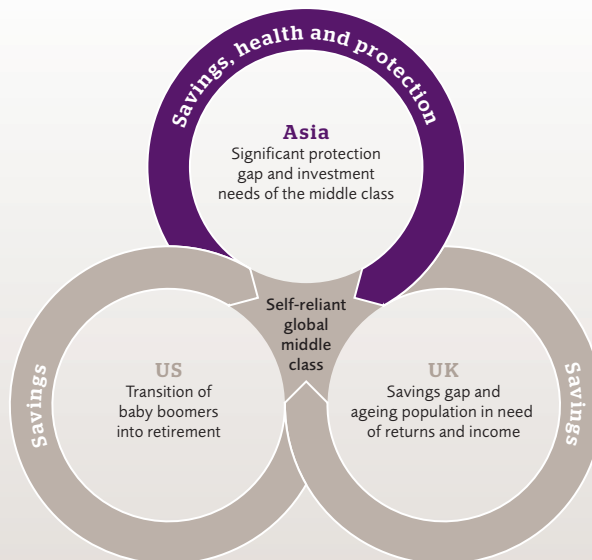 Savings, health and protection
Asia
Significant protection
gap and investment
needs of the middle class
Self-reliant
global
middle
class
Savings
US
Transition of
baby boomers
into retirement
UK
Savings gap and
ageing population in need
of returns and income
Savings